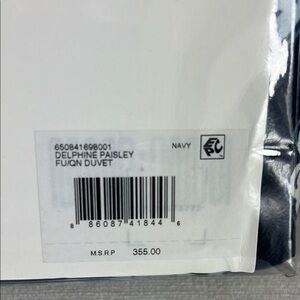 650841698001
DELPHINE PAISLEY NAVY
FU/QN DUVET
8 86087 41844 6
M.S.R.P 355.00